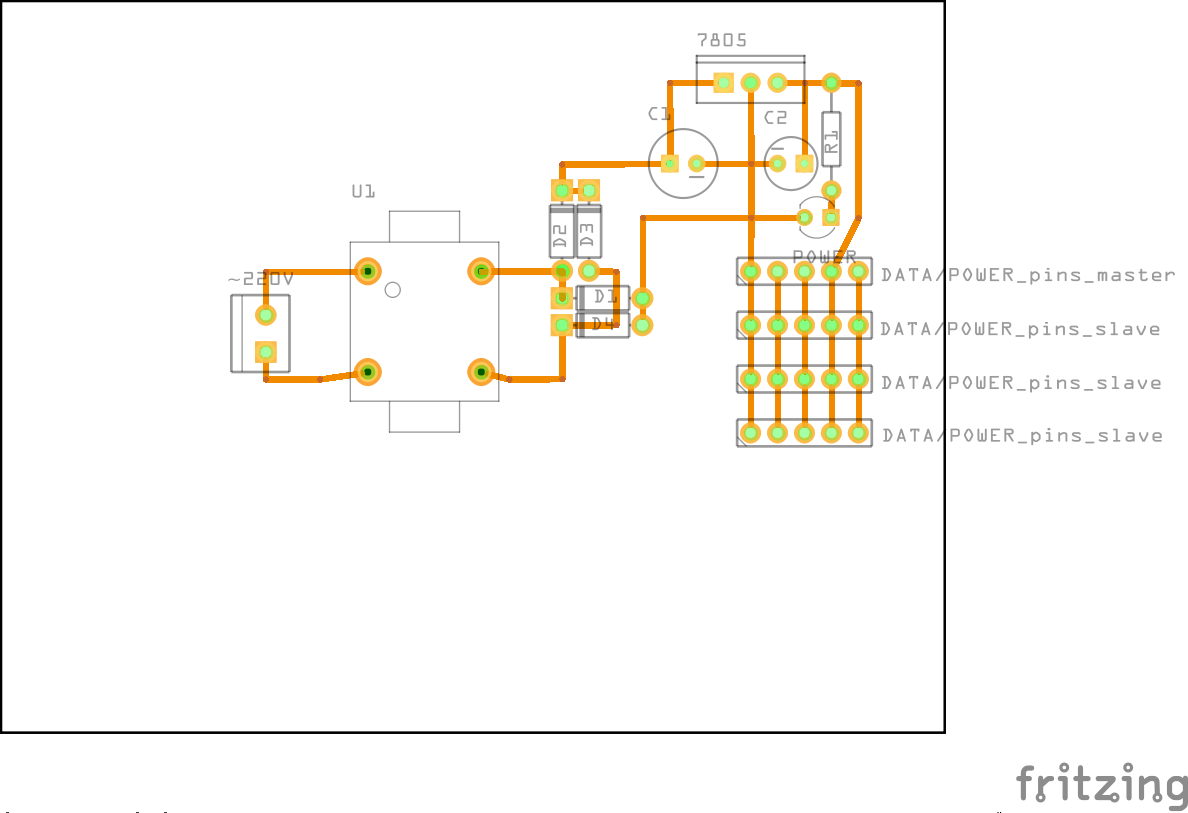 7805
C1
C2
R1
U1
D2
D3
~220V
POWER
DATA/POWER_pins_master
D1
D4
DATA/POWER_pins_slave
DATA/POWER_pins_slave
DATA/POWER_pins_slave
fritzing